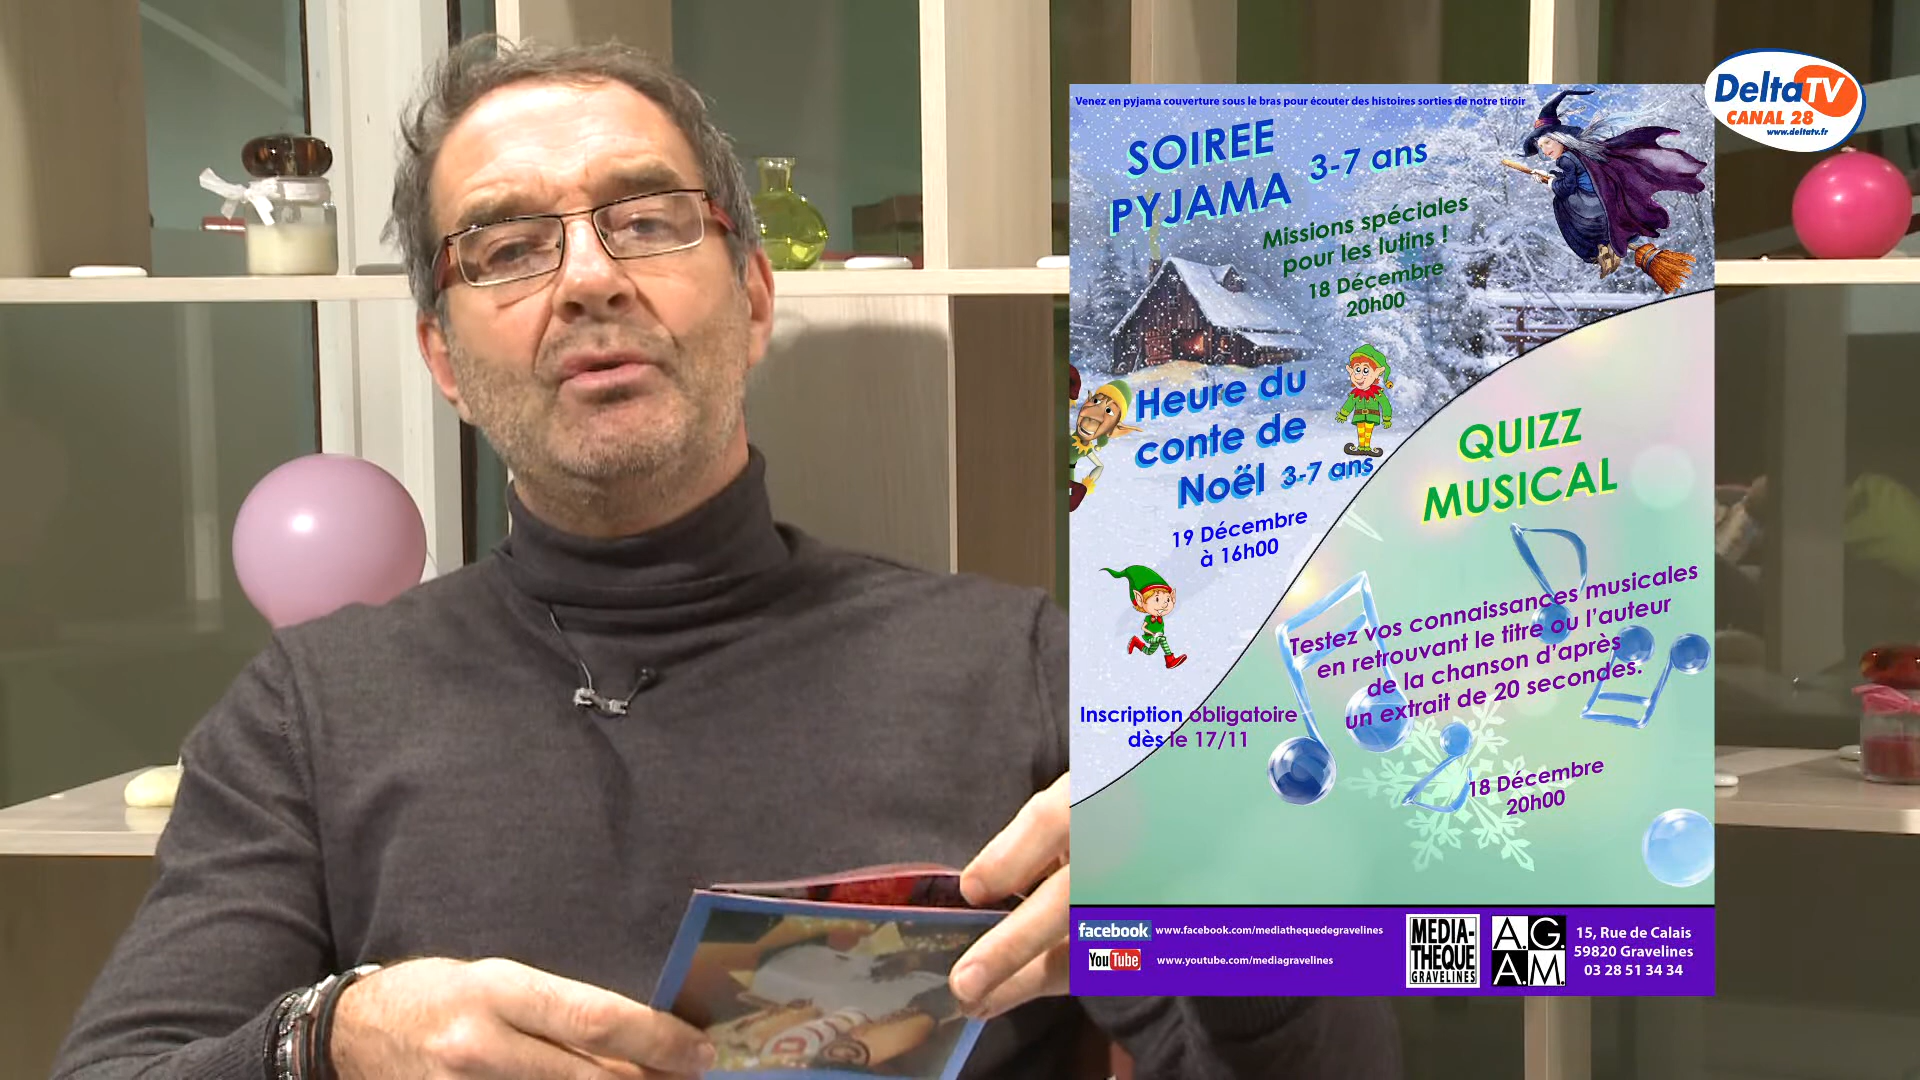 Delta TV
CANAL 28
www.deltatv.fr
Venez en pyjama couverture sous le bras pour écouter des histoires sorties de notre tiroir
SOIREE
PYJAMA 3-7 ans
Missions spéciales
pour les lutins !
18 Décembre
20h00
Heure du
conte de
Noël 3-7 ans
19 Décembre
à 16h00
QUIZZ
MUSICAL
Testez vos connaissances musicales
en retrouvant le titre ou l'auteur
de la chanson d'après
un extrait de 20 secondes.
Inscription obligatoire
dès le 17/11
18 Décembre
20h00
facebook www.facebook.com/mediathequedegravelines
YouTube www.youtube.com/mediagravelines
MEDIA-
THEQUE
GRAVELINES
A.G.
A.M.
15, Rue de Calais
59820 Gravelines
03 28 51 34 34